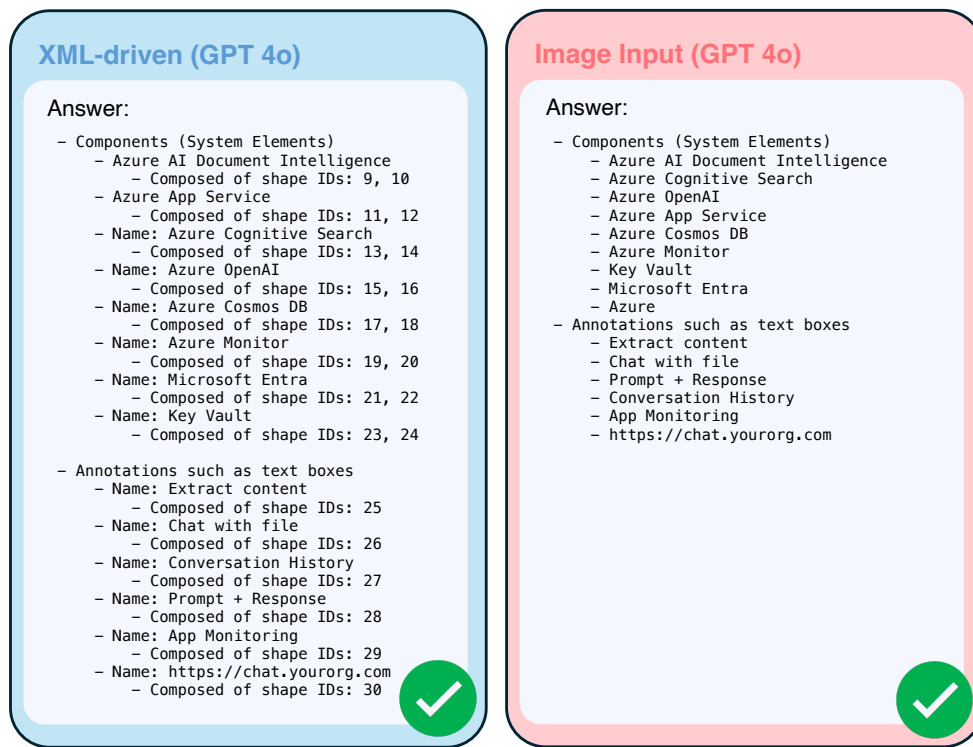 XML-driven (GPT 4o)
Answer:
– Components (System Elements)
– Azure AI Document Intelligence
– Composed of shape IDs: 9, 10
– Azure App Service
– Composed of shape IDs: 11, 12
– Name: Azure Cognitive Search
– Composed of shape IDs: 13, 14
– Name: Azure OpenAI
– Composed of shape IDs: 15, 16
– Name: Azure Cosmos DB
– Composed of shape IDs: 17, 18
– Name: Azure Monitor
– Composed of shape IDs: 19, 20
– Name: Microsoft Entra
– Composed of shape IDs: 21, 22
– Name: Key Vault
– Composed of shape IDs: 23, 24
– Annotations such as text boxes
– Name: Extract content
– Composed of shape IDs: 25
– Name: Chat with file
– Composed of shape IDs: 26
– Name: Conversation History
– Composed of shape IDs: 27
– Name: Prompt + Response
– Composed of shape IDs: 28
– Name: App Monitoring
– Composed of shape IDs: 29
– Name: https://chat.yourorg.com
– Composed of shape IDs: 30
Image Input (GPT 4o)
Answer:
– Components (System Elements)
– Azure AI Document Intelligence
– Azure Cognitive Search
– Azure OpenAI
– Azure App Service
– Azure Cosmos DB
– Azure Monitor
– Key Vault
– Microsoft Entra
– Azure
– Annotations such as text boxes
– Extract content
– Chat with file
– Prompt + Response
– Conversation History
– App Monitoring
– https://chat.yourorg.com